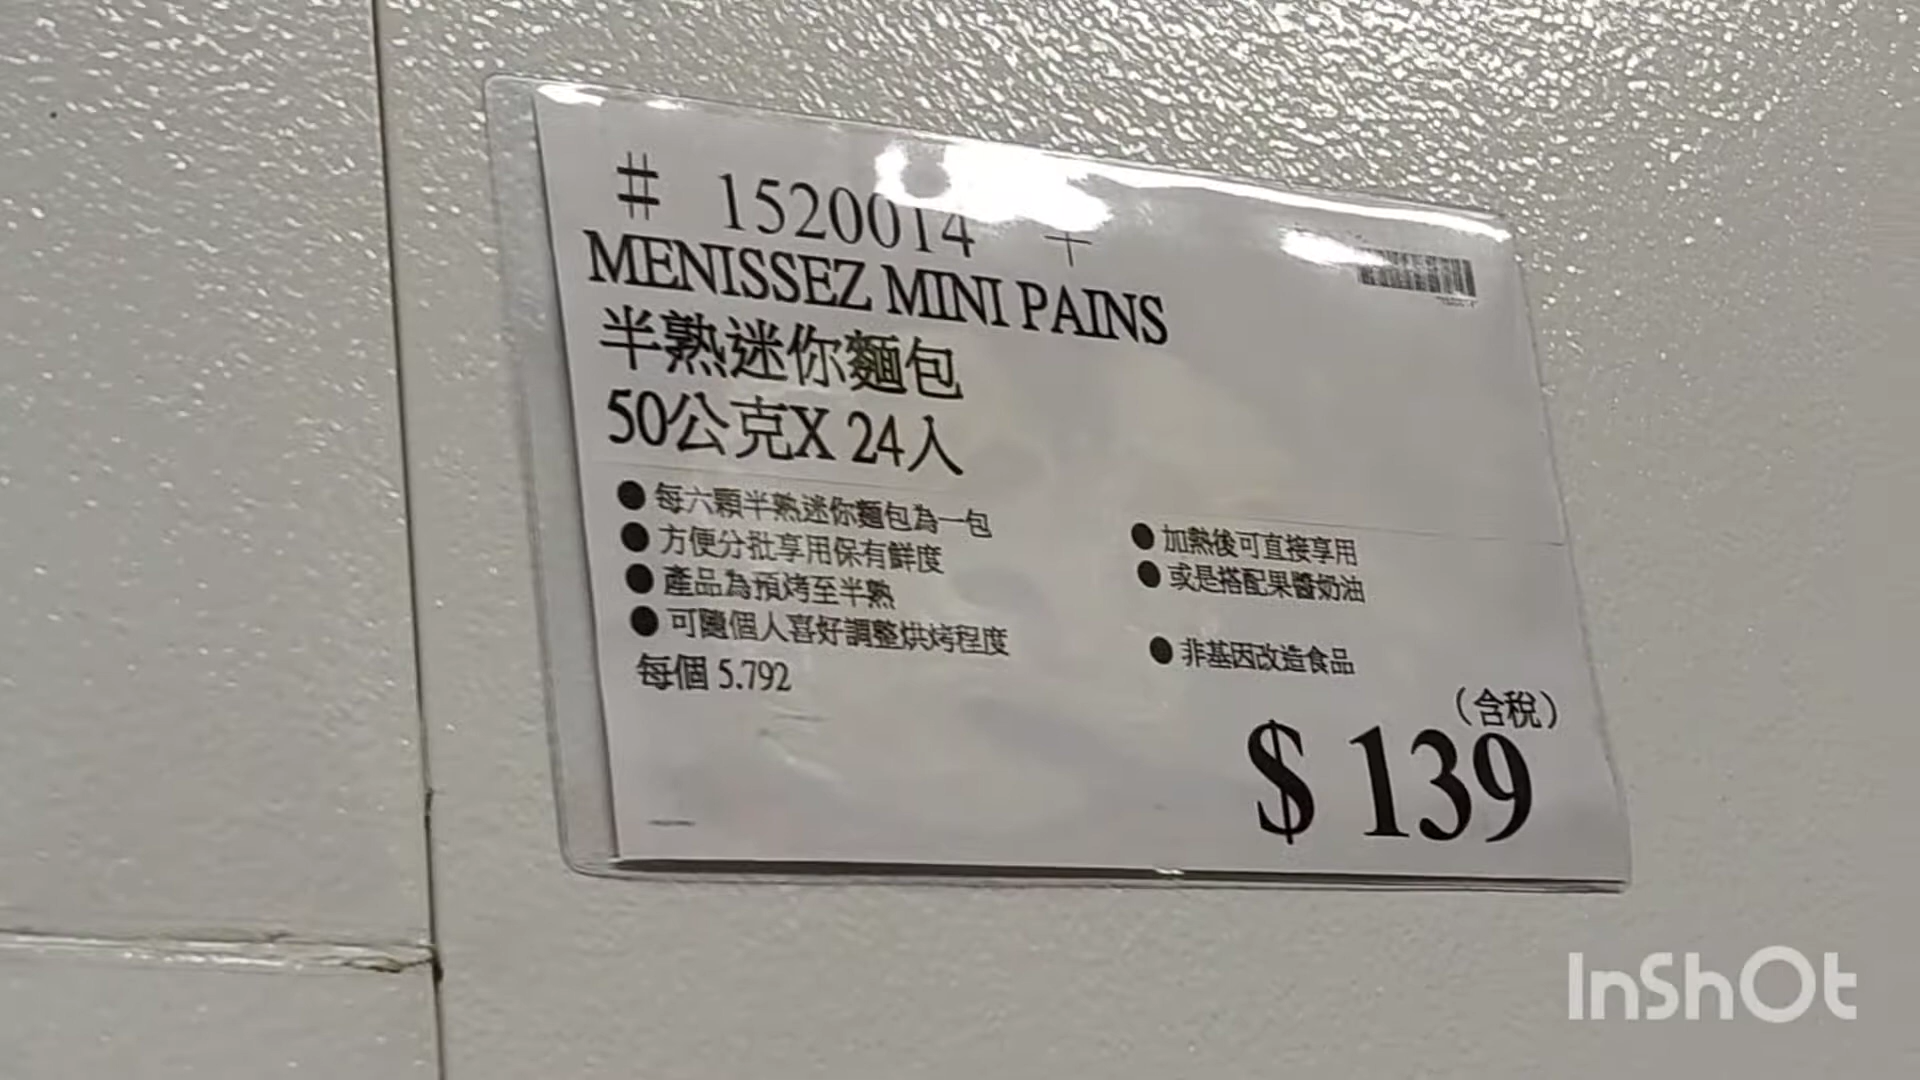 # 1520014 +
MENISSEZ MINI PAINS
半熟迷你麵包
50公克X 24入
●每六顆半熟迷你麵包為一包
●方便分批享用保有鮮度
●產品為預烤至半熟
●可隨個人喜好調整烘烤程度
每個 5.792
●加熱後可直接享用
●或是搭配果醬奶油
●非基因改造食品
(含稅)
$ 139
InShOt